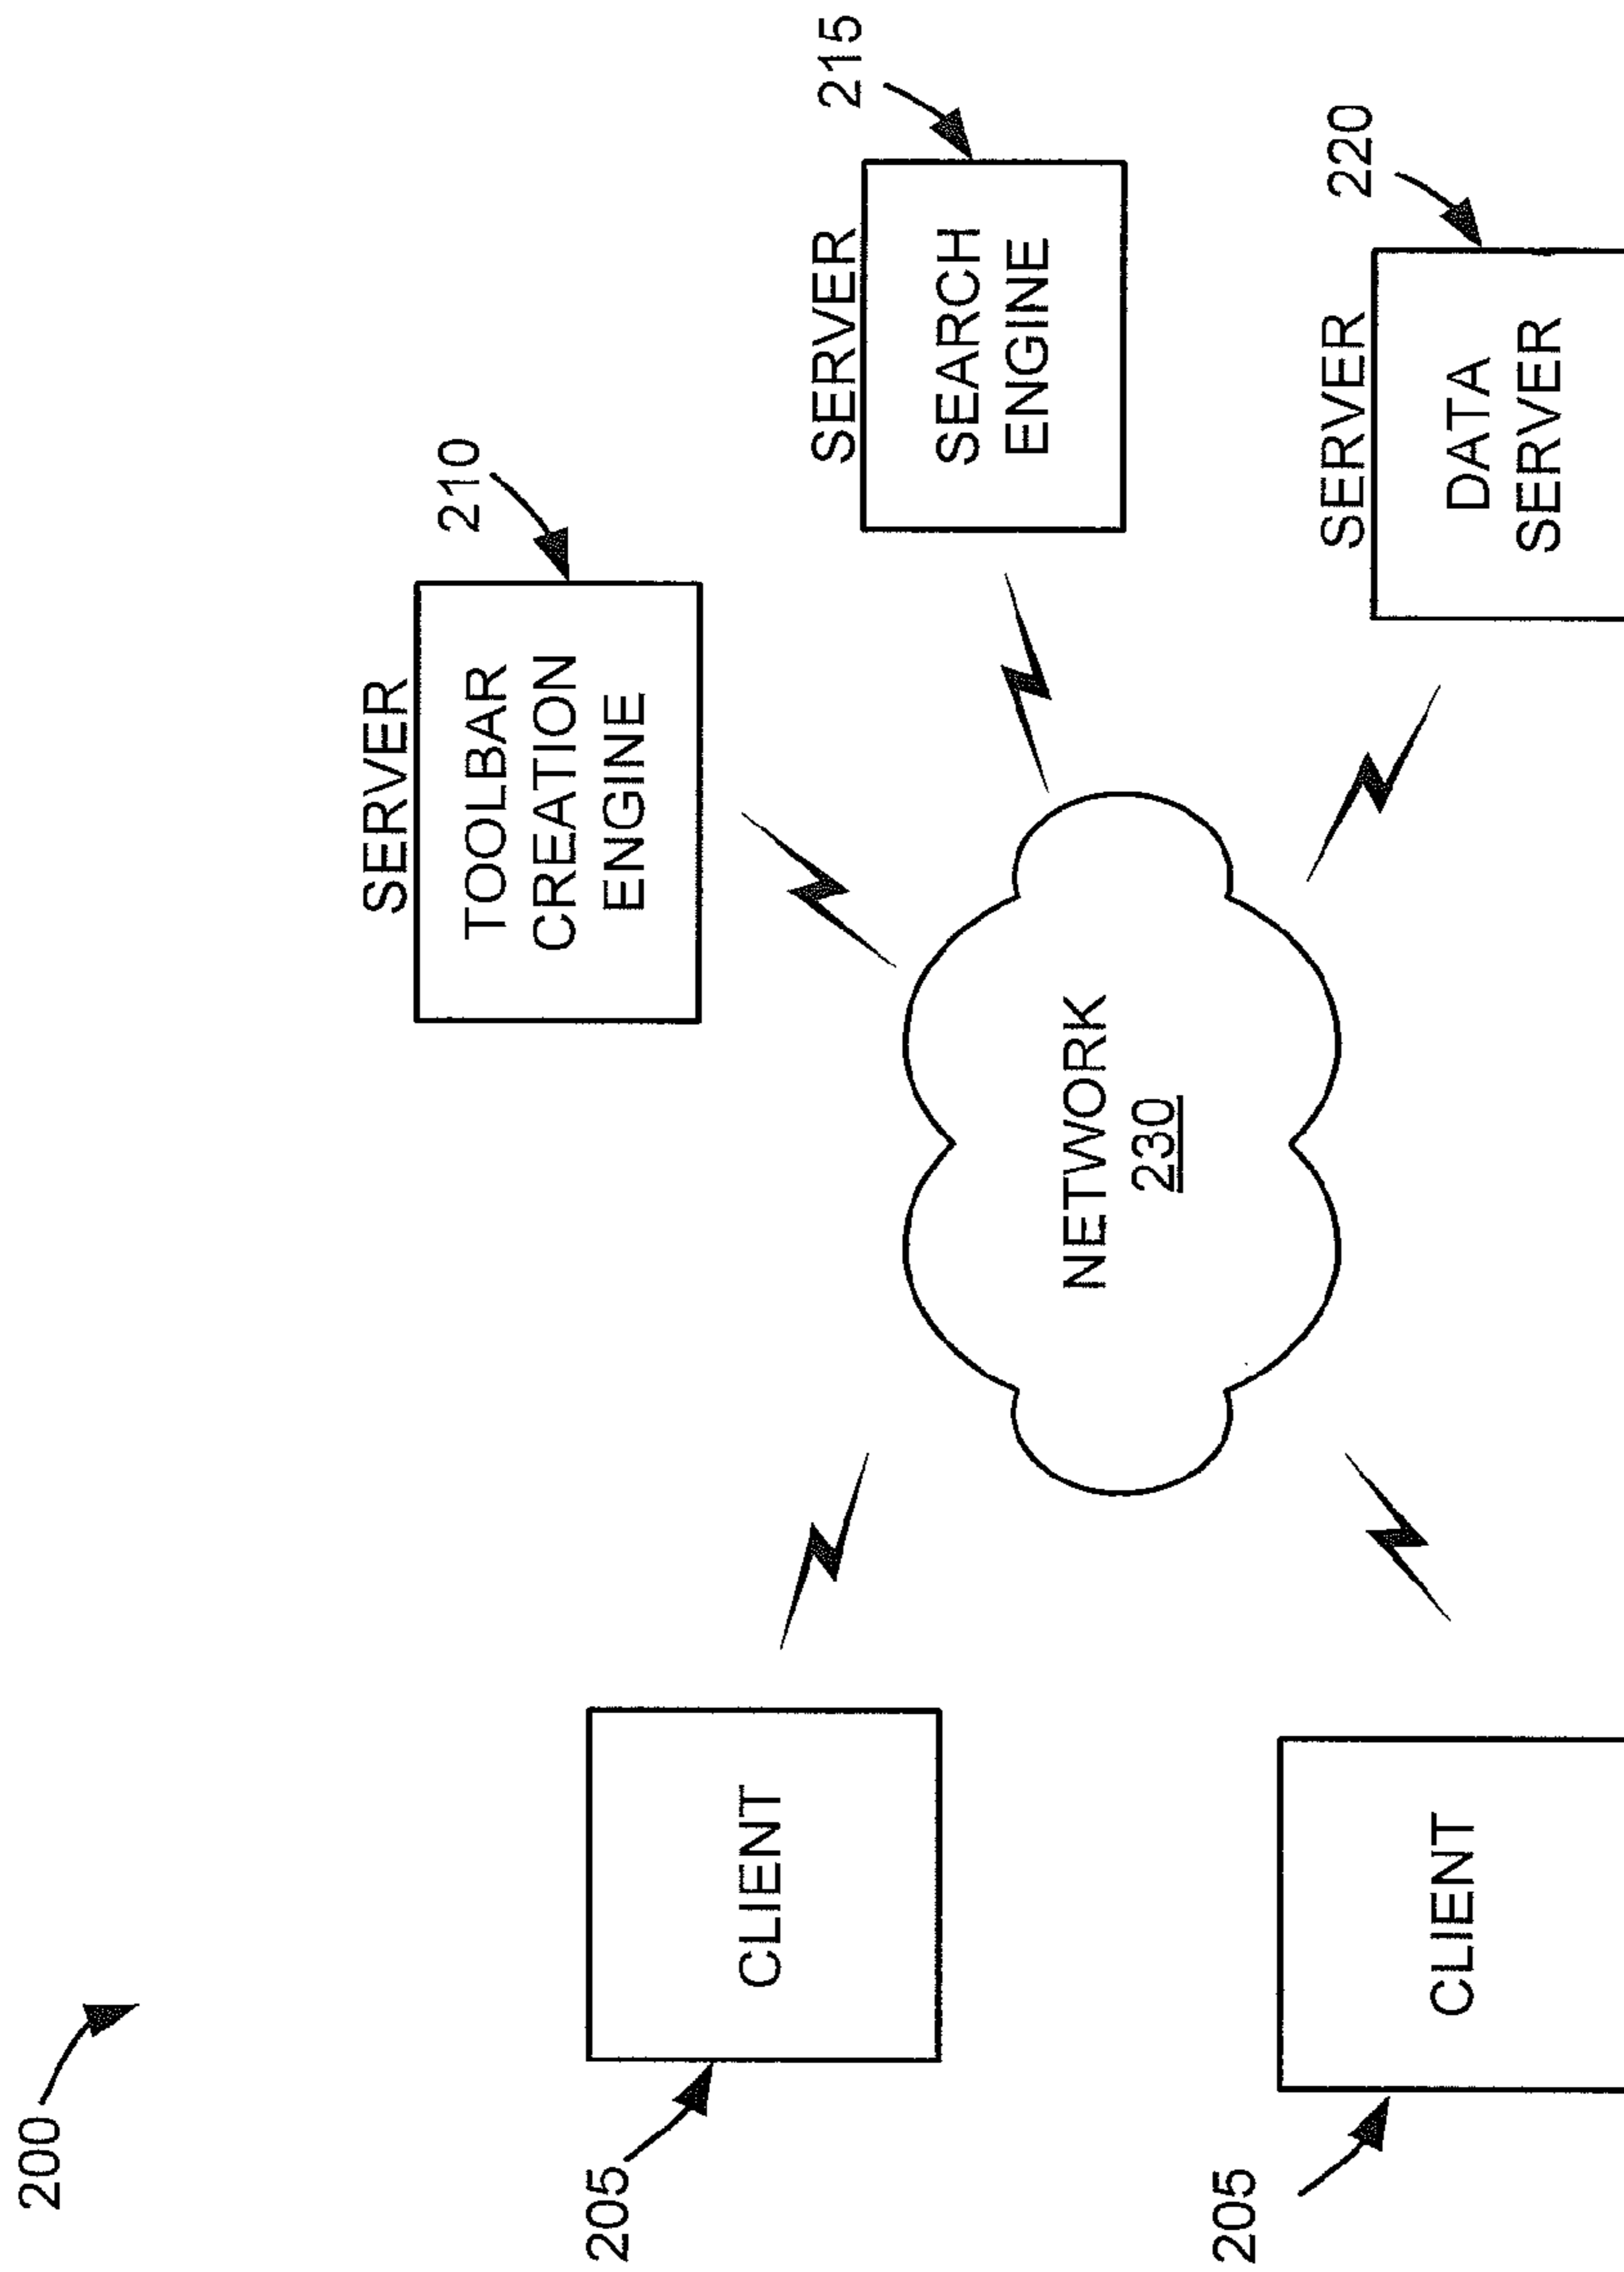 200
SERVER
210
TOOLBAR
CREATION
ENGINE
205
CLIENT
SERVER
215
SEARCH
ENGINE
NETWORK
230
205
CLIENT
SERVER
220
DATA
SERVER